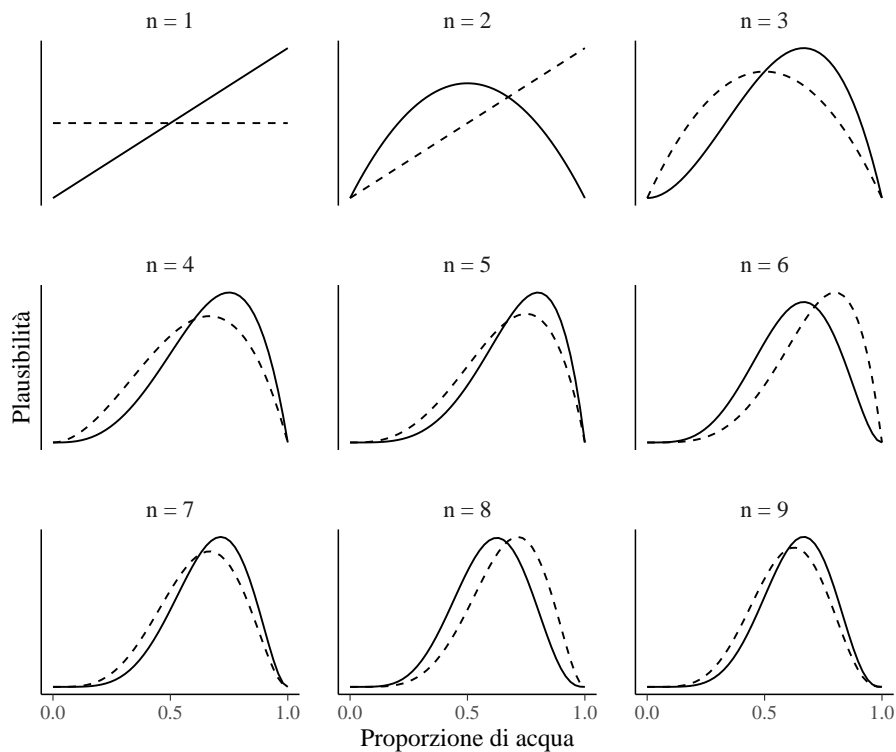 n = 1
n = 2
n = 3
n = 4
n = 5
n = 6
Plausibilità
n = 7
n = 8
n = 9
0.0 0.5 1.0 0.0 0.5 1.0 0.0 0.5 1.0
Proporzione di acqua